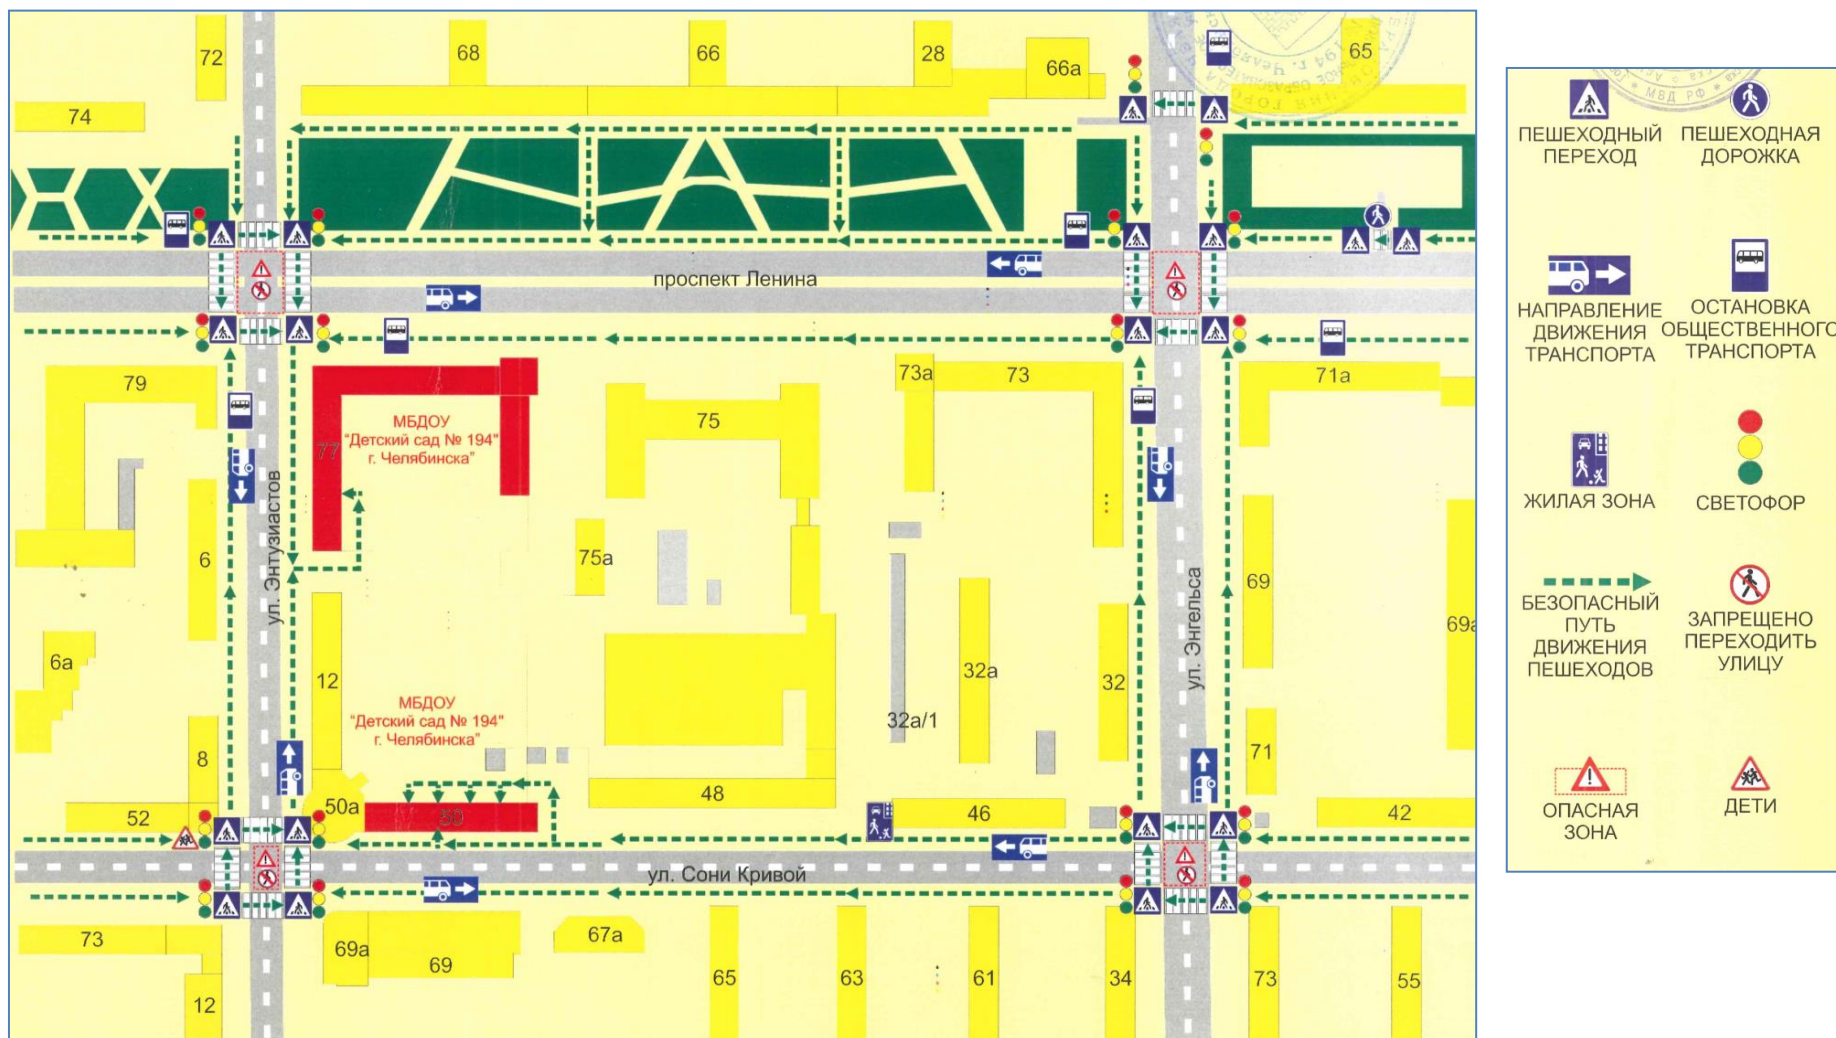 72
68
66
28
66а
65
74
проспект Ленина
79
77
МБДОУ
"Детский сад № 194"
г. Челябинска"
75
73а
73
71а
ул. Энтузиастов
6
75а
69
ул. Энгельса
6а
12
32а
32
69а
МБДОУ
"Детский сад № 194"
г. Челябинска"
32а/1
8
71
52
50а
50
48
46
42
ул. Сони Кривой
73
69а
69
67а
65
63
61
34
73
55
12
194 г. Челяб
МВД РФ
ПЕШЕХОДНЫЙ
ПЕРЕХОД
ПЕШЕХОДНАЯ
ДОРОЖКА
НАПРАВЛЕНИЕ
ДВИЖЕНИЯ
ТРАНСПОРТА
ОСТАНОВКА
ОБЩЕСТВЕННОГО
ТРАНСПОРТА
ЖИЛАЯ ЗОНА
СВЕТОФОР
БЕЗОПАСНЫЙ
ПУТЬ
ДВИЖЕНИЯ
ПЕШЕХОДОВ
ЗАПРЕЩЕНО
ПЕРЕХОДИТЬ
УЛИЦУ
ОПАСНАЯ
ЗОНА
ДЕТИ